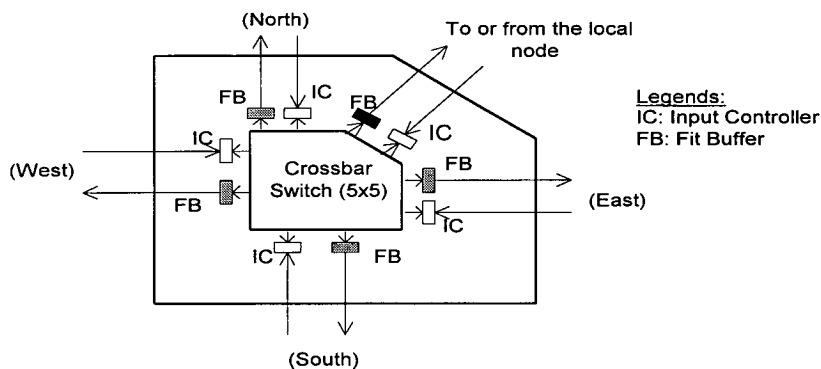 (North)
To or from the local
node
FB
IC
FB
IC
Legends:
IC: Input Controller
FB: Fit Buffer
IC
(West)
Crossbar
Switch (5x5)
FB
FB
(East)
IC
IC
FB
(South)